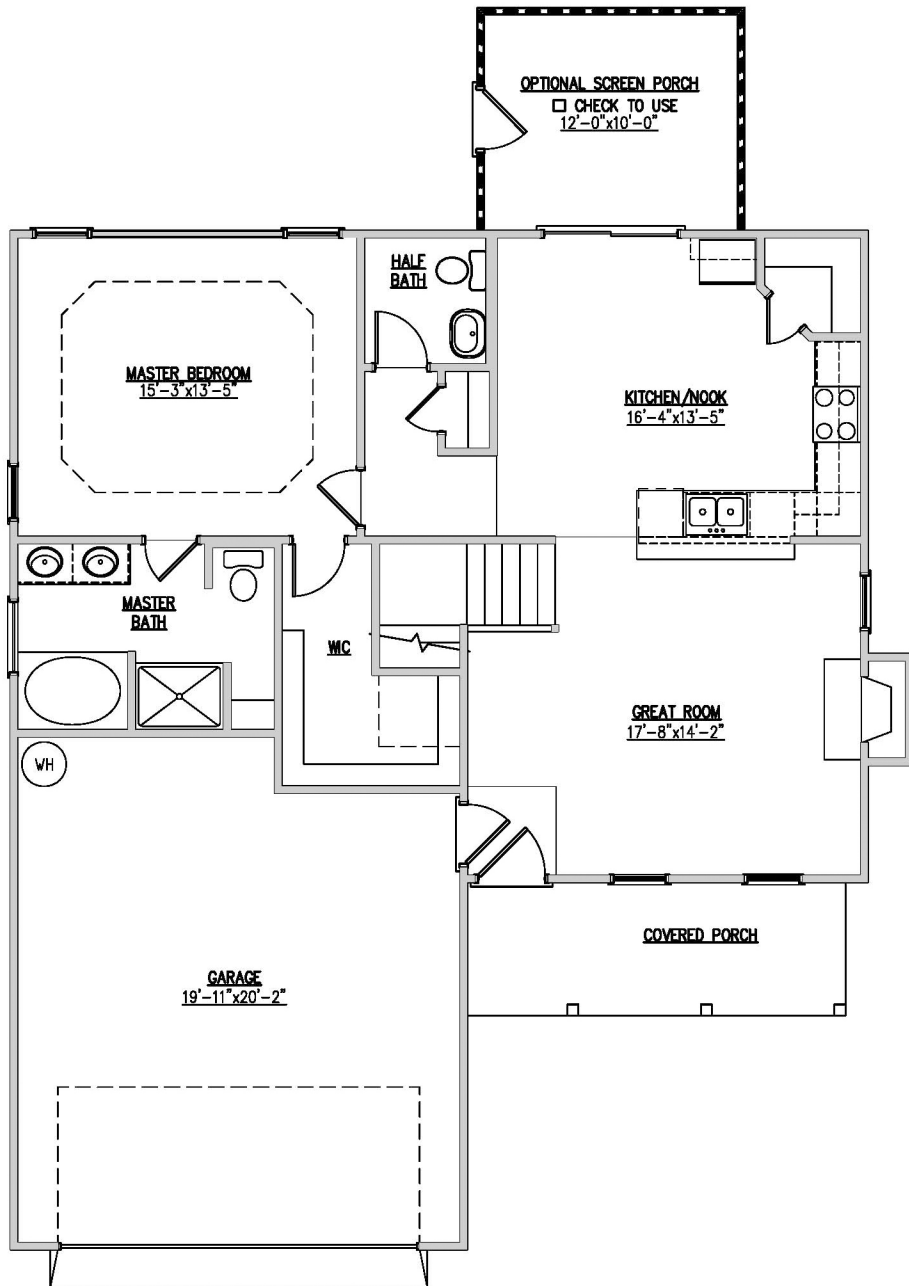 OPTIONAL SCREEN PORCH
☐ CHECK TO USE
12'-0"x10'-0"
HALF
BATH
MASTER BEDROOM
15'-3"x13'-5"
KITCHEN/NOOK
16'-4"x13'-5"
MASTER
BATH
WIC
GREAT ROOM
17'-8"x14'-2"
WH
COVERED PORCH
GARAGE
19'-11"x20'-2"